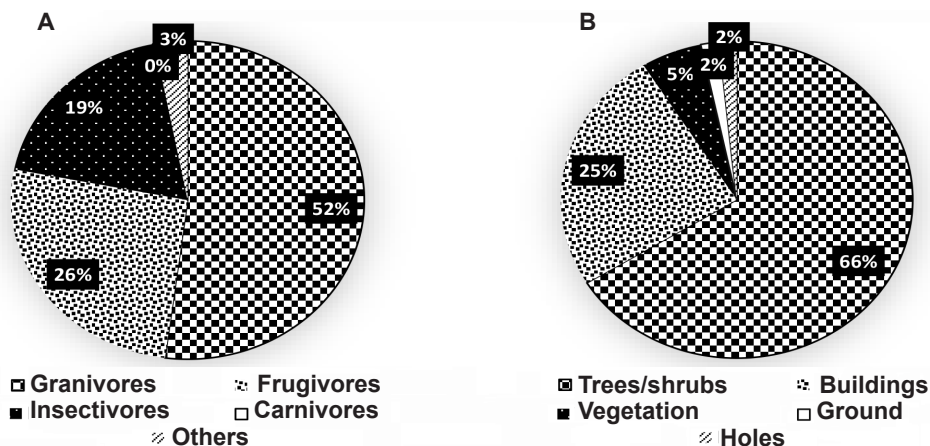 A
3%
0%
19%
52%
26%
Granivores Frugivores
Insectivores Carnivores
Others
B
2%
5% 2%
25%
66%
Trees/shrubs Buildings
Vegetation Ground
Holes